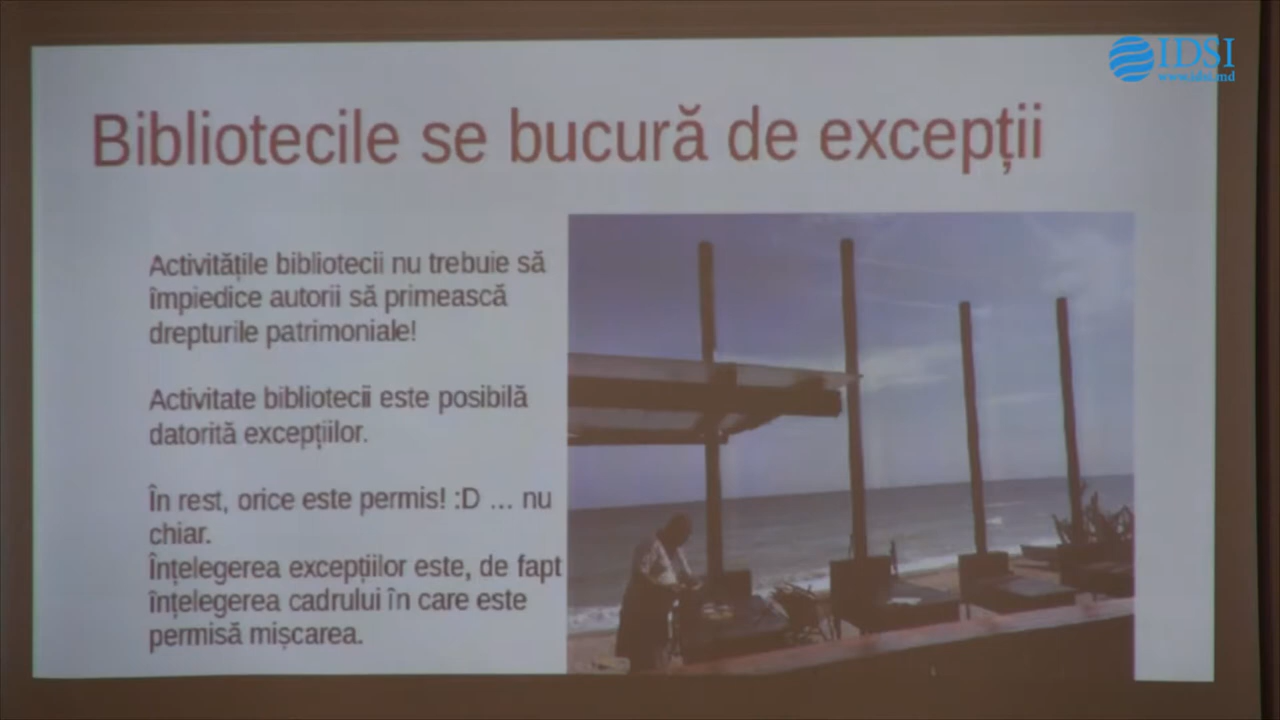 IDSI
www.idsi.md
Bibliotecile se bucură de excepții
Activitățile bibliotecii nu trebuie să
împiedice autorii să primească
drepturile patrimoniale!
Activitate bibliotecii este posibilă
datorită excepțiilor.
În rest, orice este permis! :D ... nu
chiar.
Înțelegerea excepțiilor este, de fapt
înțelegerea cadrului în care este
permisă mișcarea.